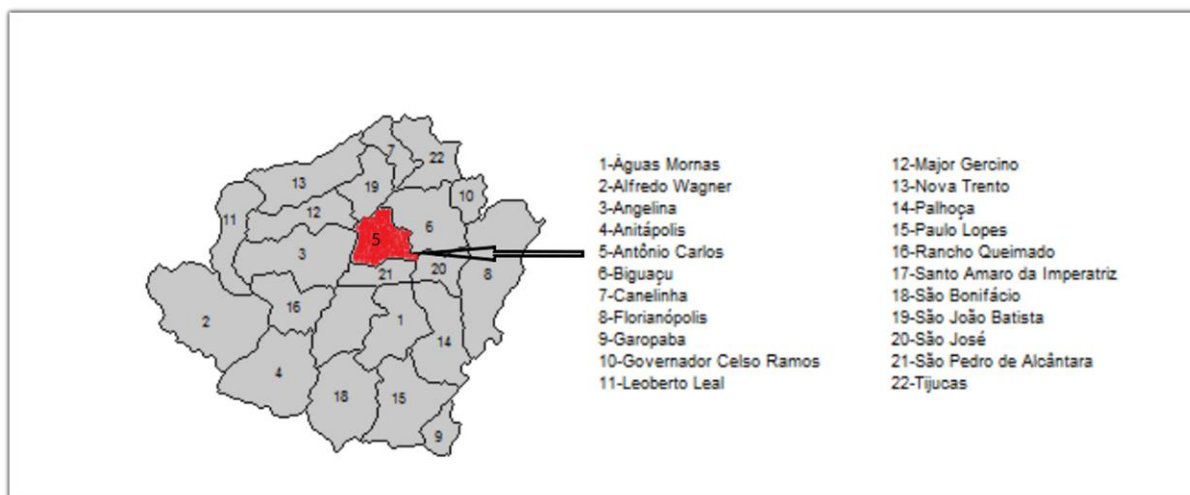 7
22
13
19
10
11
12
6
5
3
21
20
8
16
2
1
14
4
18
15
9
1-Águas Mornas
2-Alfredo Wagner
3-Angelina
4-Anitápolis
5-Antônio Carlos
6-Biguaçu
7-Canelinha
8-Florianópolis
9-Garopaba
10-Governador Celso Ramos
11-Leoberto Leal
12-Major Gercino
13-Nova Trento
14-Palhoça
15-Paulo Lopes
16-Rancho Queimado
17-Santo Amaro da Imperatriz
18-São Bonifácio
19-São João Batista
20-São José
21-São Pedro de Alcântara
22-Tijucas